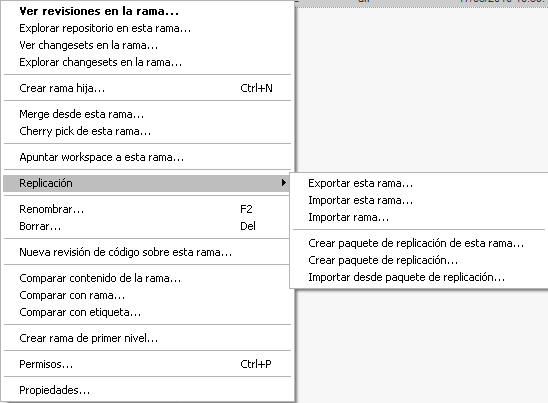 Ver revisiones en la rama...
Explorar repositorio en esta rama...
Ver changesets en la rama...
Explorar changesets en la rama...
Crear rama hija... Ctrl+N
Merge desde esta rama...
Cherry pick de esta rama...
Apuntar workspace a esta rama...
Replicación
Renombrar... F2
Borrar... Del
Nueva revisión de código sobre esta rama...
Comparar contenido de la rama...
Comparar con rama...
Comparar con etiqueta...
Crear rama de primer nivel...
Permisos... Ctrl+P
Propiedades...
Exportar esta rama...
Importar esta rama...
Importar rama...
Crear paquete de replicación de esta rama...
Crear paquete de replicación...
Importar desde paquete de replicación...